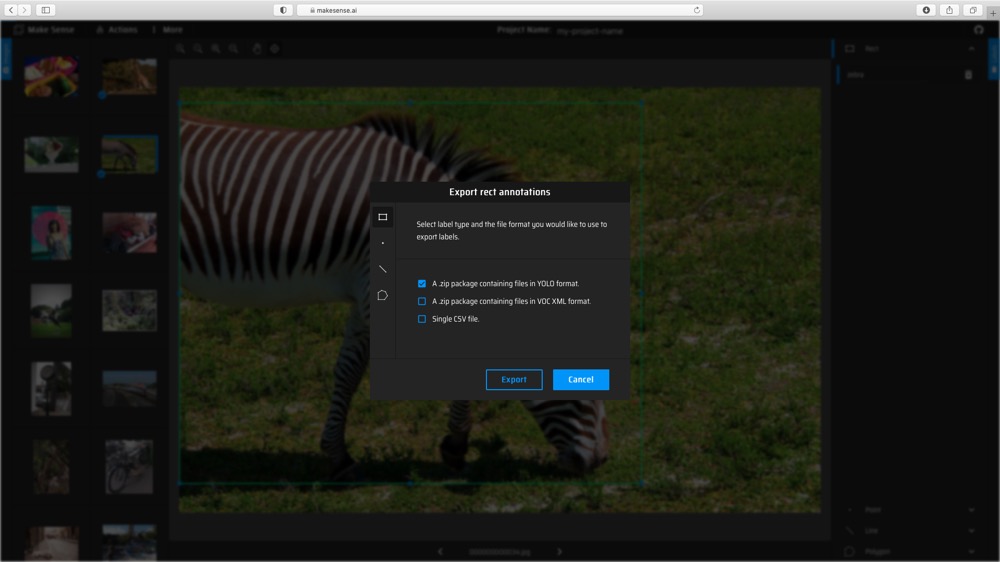 makesense.ai
Make Sense
Actions
More
Project Name: my-project-name
Rect
zebra
Export rect annotations
Select label type and the file format you would like to use to
export labels.
A .zip package containing files in YOLO format.
A .zip package containing files in VOC XML format.
Single CSV file.
Export
Cancel
Point
Line
Polygon